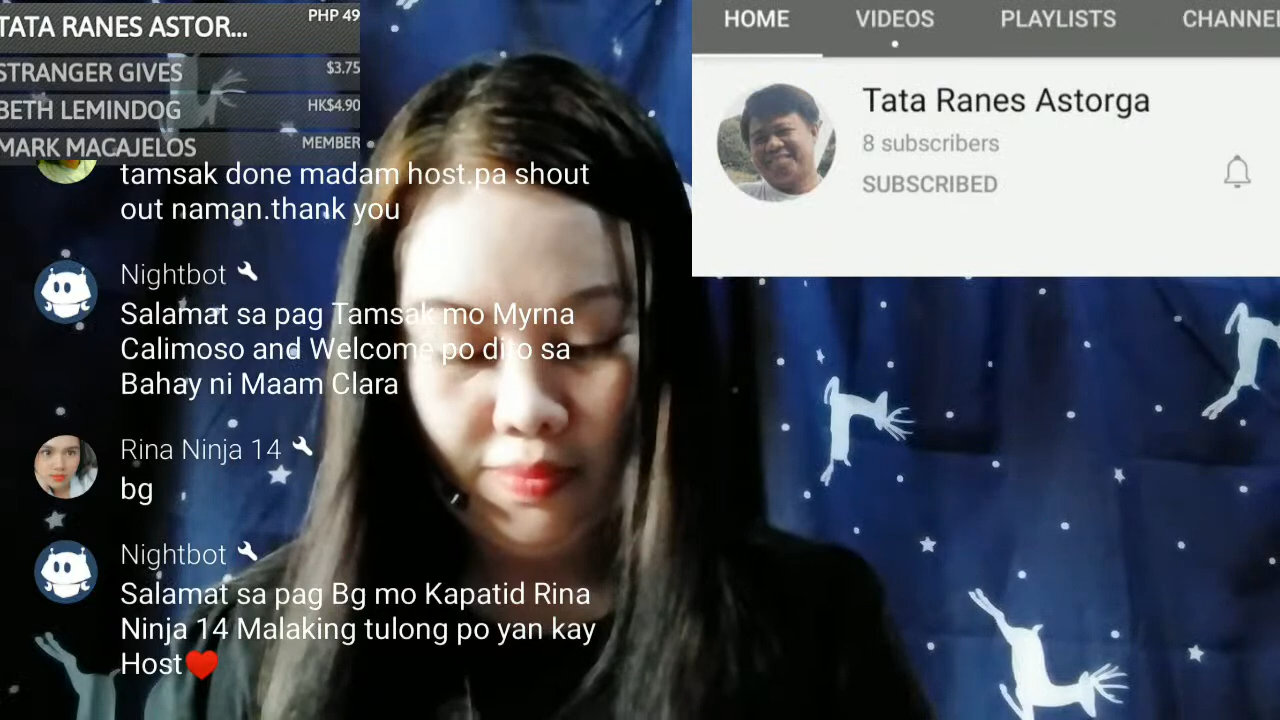 TATA RANES ASTOR... PHP 49
STRANGER GIVES $3.75
BETH LEMINDOG HK$4.90
MARK MACAJELOS MEMBER
tamsak done madam host.pa shout
out naman.thank you
Nightbot
Salamat sa pag Tamsak mo Myrna
Calimoso and Welcome po dito sa
Bahay ni Maam Clara
Rina Ninja 14
bg
Nightbot
Salamat sa pag Bg mo Kapatid Rina
Ninja 14 Malaking tulong po yan kay
Host❤️
HOME VIDEOS PLAYLISTS
Tata Ranes Astorga
8 subscribers
SUBSCRIBED